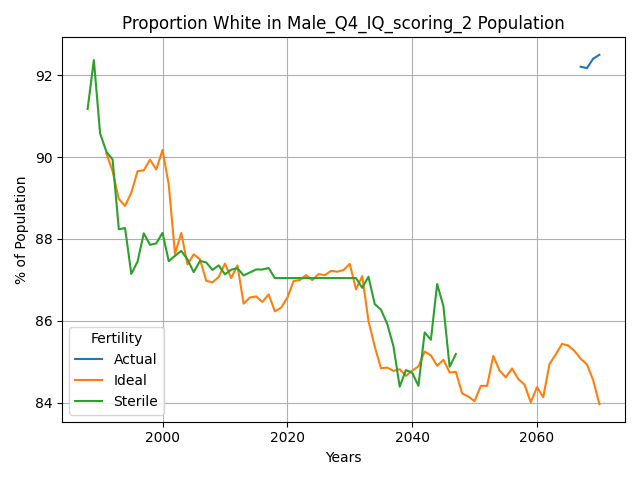 Proportion White in Male_Q4_IQ_scoring_2 Population
% of Population
92
90
88
86
84
Fertility
Actual
Ideal
Sterile
2000
2020
2040
2060
Years